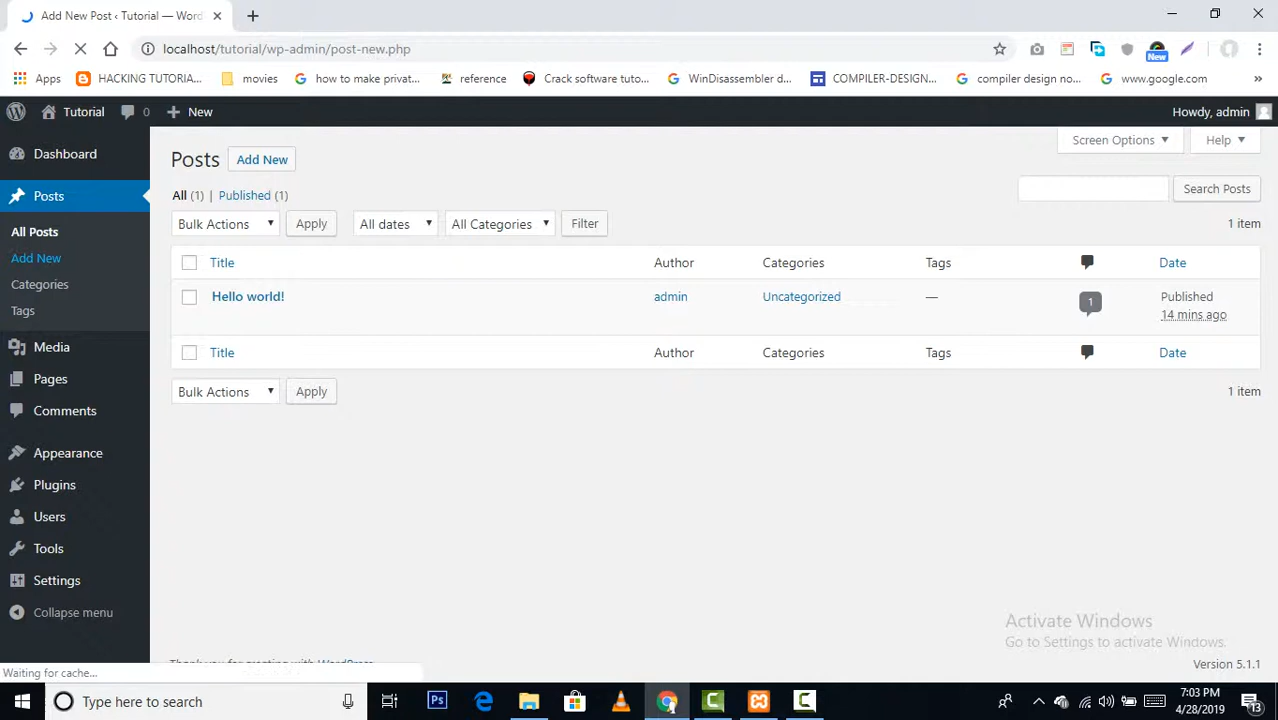 Add New Post ‹ Tutorial — Word
localhost/tutorial/wp-admin/post-new.php
Apps
HACKING TUTORIA...
movies
how to make privat...
reference
Crack software tuto...
WinDisassembler d...
COMPILER-DESIGN...
compiler design no...
www.google.com
»
New
Tutorial
0
New
Howdy, admin
Dashboard
Posts
All Posts
Add New
Categories
Tags
Media
Pages
Comments
Appearance
Plugins
Users
Tools
Settings
Collapse menu
Screen Options
Help
Posts
Add New
All (1) | Published (1)
Search Posts
Bulk Actions
Apply
All dates
All Categories
Filter
1 item
Title
Author
Categories
Tags
Date
Hello world!
admin
Uncategorized
—
1
Published
14 mins ago
Title
Author
Categories
Tags
Date
Bulk Actions
Apply
1 item
Activate Windows
Go to Settings to activate Windows.
Waiting for cache...
Version 5.1.1
Type here to search
Ps
7:03 PM
4/28/2019
13